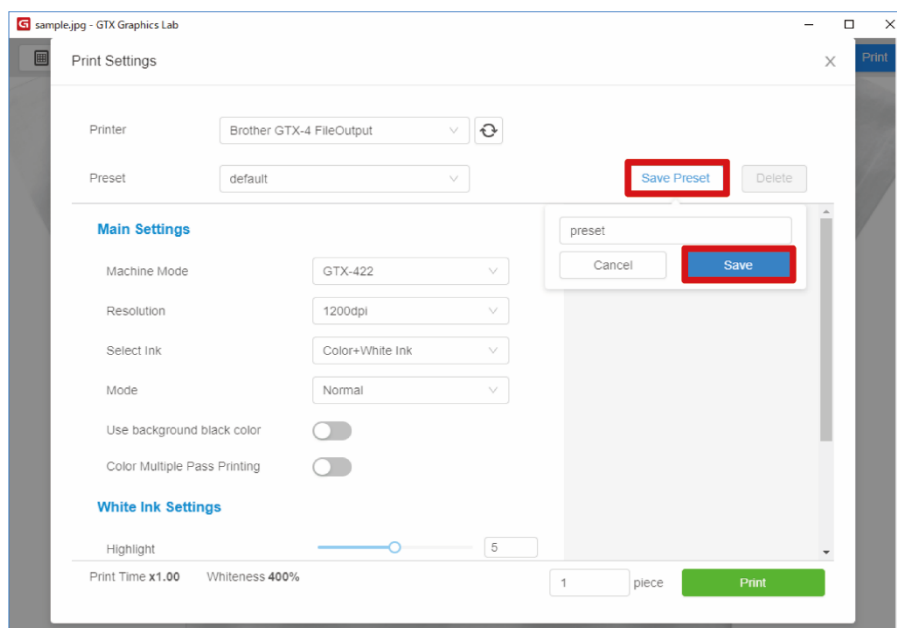 sample.jpg - GTX Graphics Lab
Print
Print Settings
Printer
Brother GTX-4 FileOutput
Preset
default
Save Preset
Delete
preset
Cancel
Save
Main Settings
Machine Mode
GTX-422
Resolution
1200dpi
Select Ink
Color+White Ink
Mode
Normal
Use background black color
Color Multiple Pass Printing
White Ink Settings
Highlight
5
Print Time x1.00 Whiteness 400%
1 piece
Print